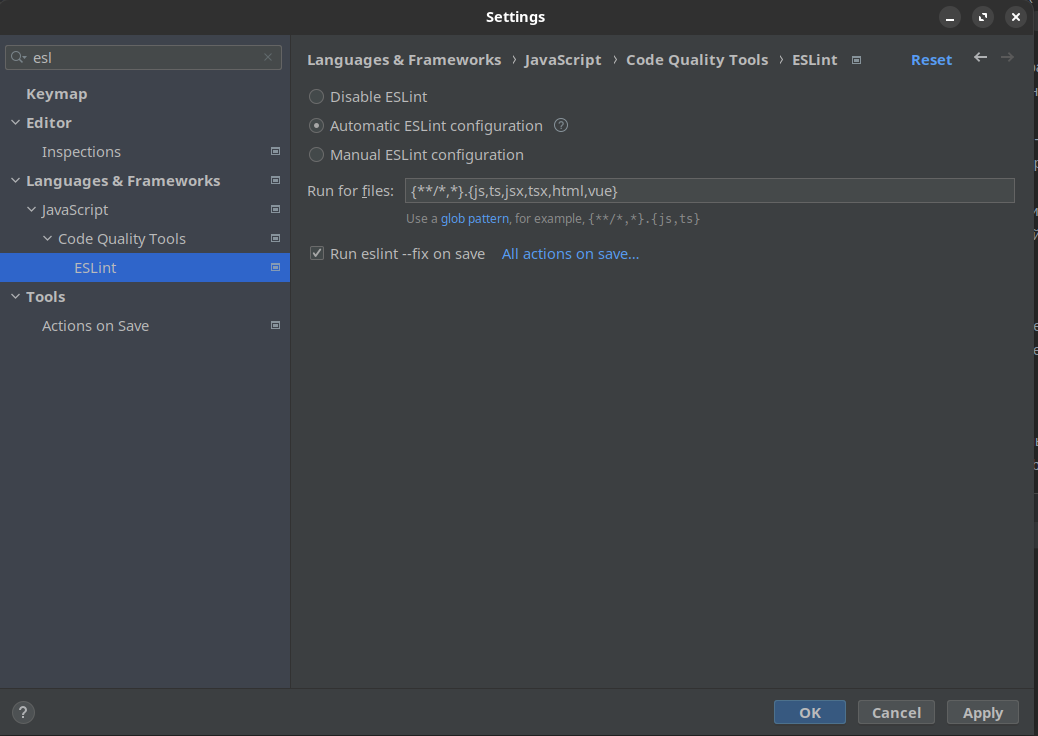 Settings
esl
Keymap
Editor
Inspections
Languages & Frameworks
JavaScript
Code Quality Tools
ESLint
Tools
Actions on Save
Languages & Frameworks › JavaScript › Code Quality Tools › ESLint
Reset
Disable ESLint
Automatic ESLint configuration ?
Manual ESLint configuration
Run for files: {**/*,*}.{js,ts,jsx,tsx,html,vue}
Use a glob pattern, for example, {**/*,*}.{js,ts}
Run eslint --fix on save All actions on save...
?
OK
Cancel
Apply